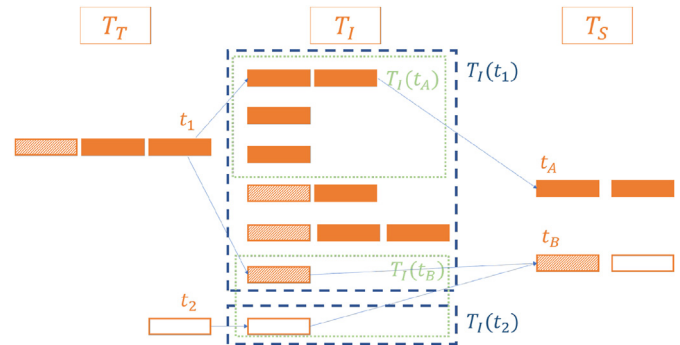 T_T T_I T_S
T_I(t_A) T_I(t_1)
t_1
t_A
t_B
T_I(t_B)
t_2
T_I(t_2)